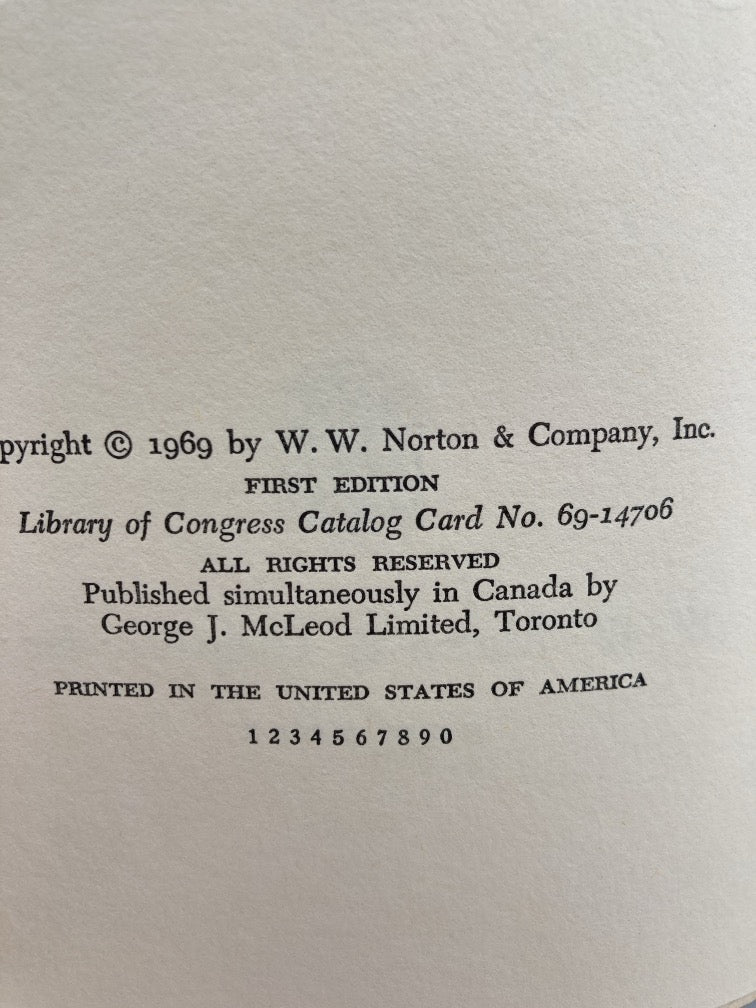 pyright © 1969 by W. W. Norton & Company, Inc.
FIRST EDITION
Library of Congress Catalog Card No. 69-14706
ALL RIGHTS RESERVED
Published simultaneously in Canada by
George J. McLeod Limited, Toronto
PRINTED IN THE UNITED STATES OF AMERICA
1 2 3 4 5 6 7 8 9 0